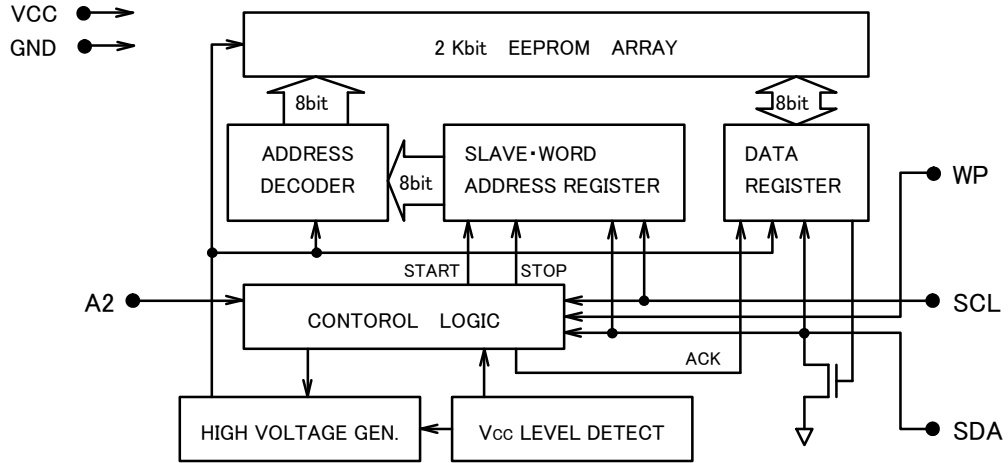 VCC
GND
2 Kbit EEPROM ARRAY
8bit
8bit
ADDRESS
DECODER
8bit
SLAVE・WORD
ADDRESS REGISTER
DATA
REGISTER
WP
START
STOP
A2
CONTOROL LOGIC
SCL
ACK
HIGH VOLTAGE GEN.
VCC LEVEL DETECT
SDA